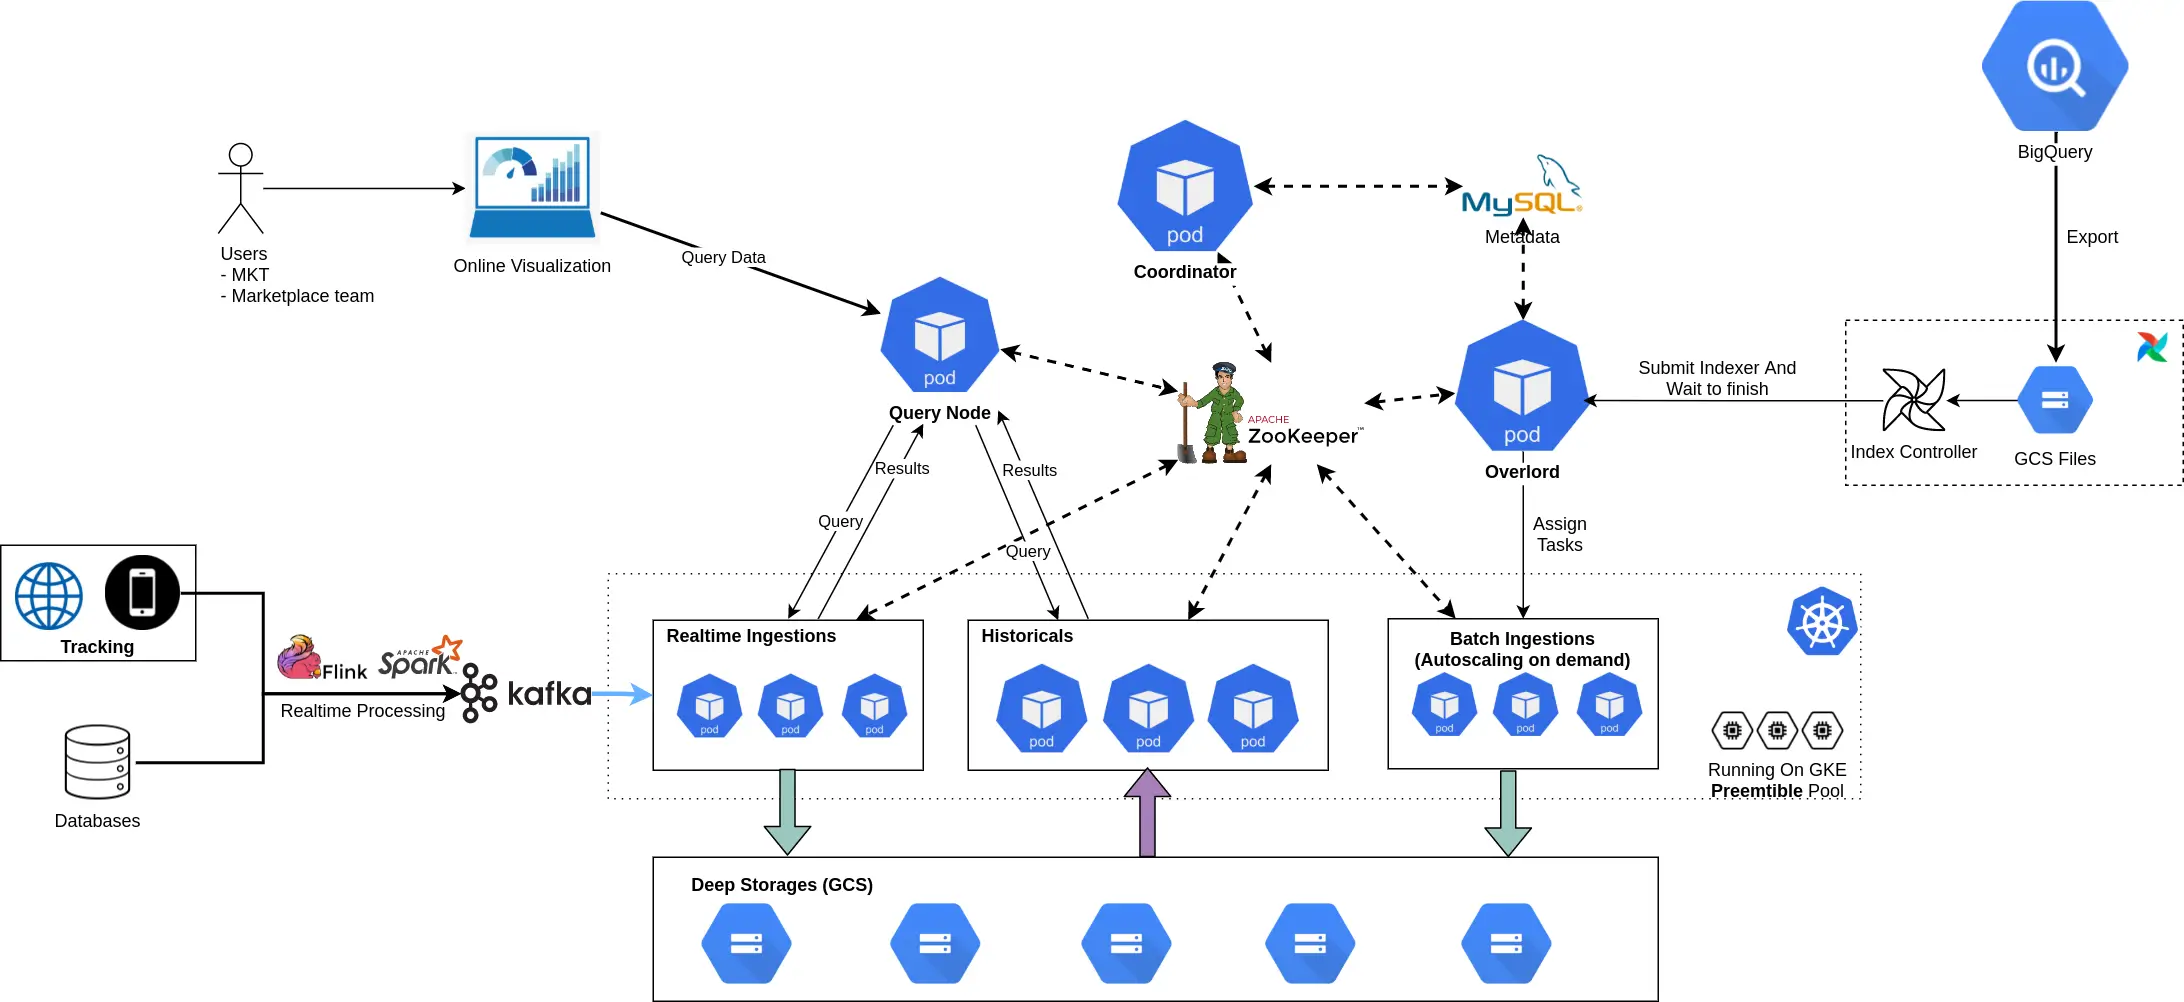 BigQuery
Export
Users
- MKT
- Marketplace team
Online Visualization
Query Data
pod
Coordinator
MySQL
Metadata
pod
Query Node
APACHE
ZooKeeper™
pod
Overlord
Submit Indexer And
Wait to finish
Index Controller
GCS Files
Results
Results
Query
Query
Assign
Tasks
Tracking
Flink
APACHE
Spark
Realtime Processing
kafka
Databases
Realtime Ingestions
pod
pod
pod
Historicals
pod
pod
pod
Batch Ingestions
(Autoscaling on demand)
pod
pod
pod
Running On GKE
Preemtible Pool
Deep Storages (GCS)